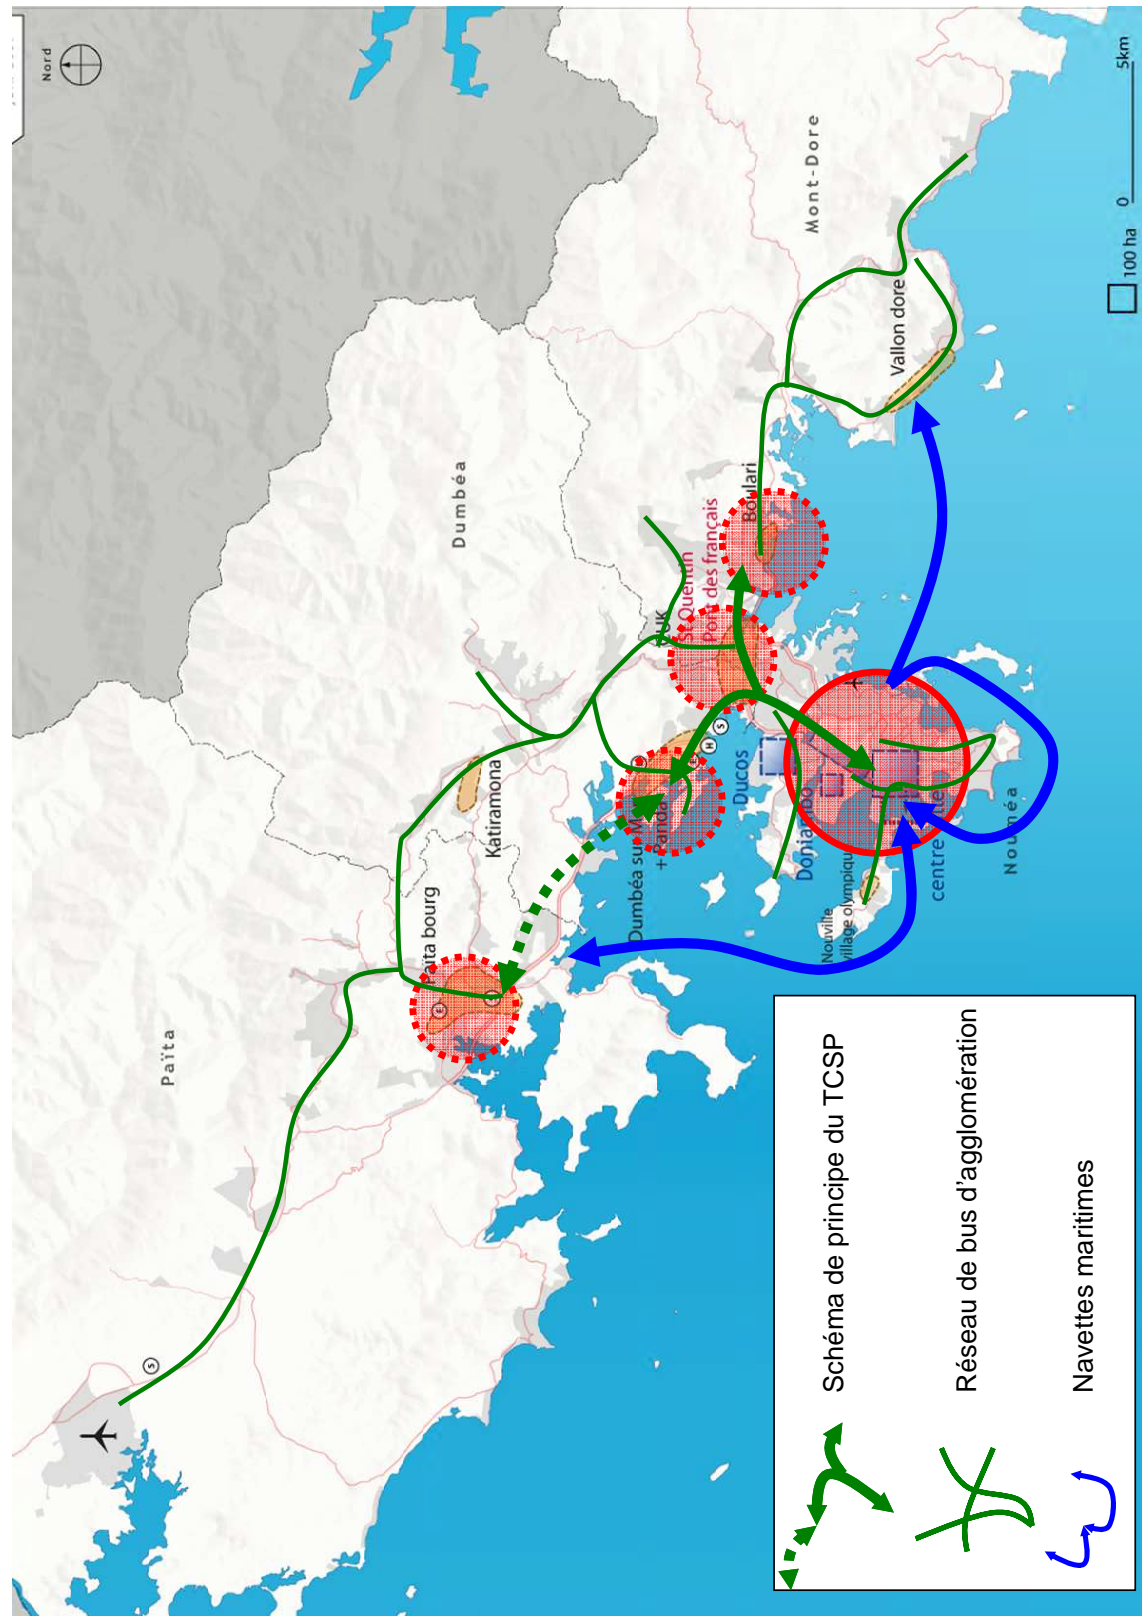 Nord
Païta
Dumbéa
Mont-Dore
Païta bourg
Katiramona
Dumbéa sur M
+ Panda
UK
St Quentin
Pont des français
Boulari
Vallon dore
Ducos
Doniambo
Nouville
village olympique
centre
Nouméa
S
E
H
S
E
100 ha
0
5km
Schéma de principe du TCSP
Réseau de bus d'agglomération
Navettes maritimes